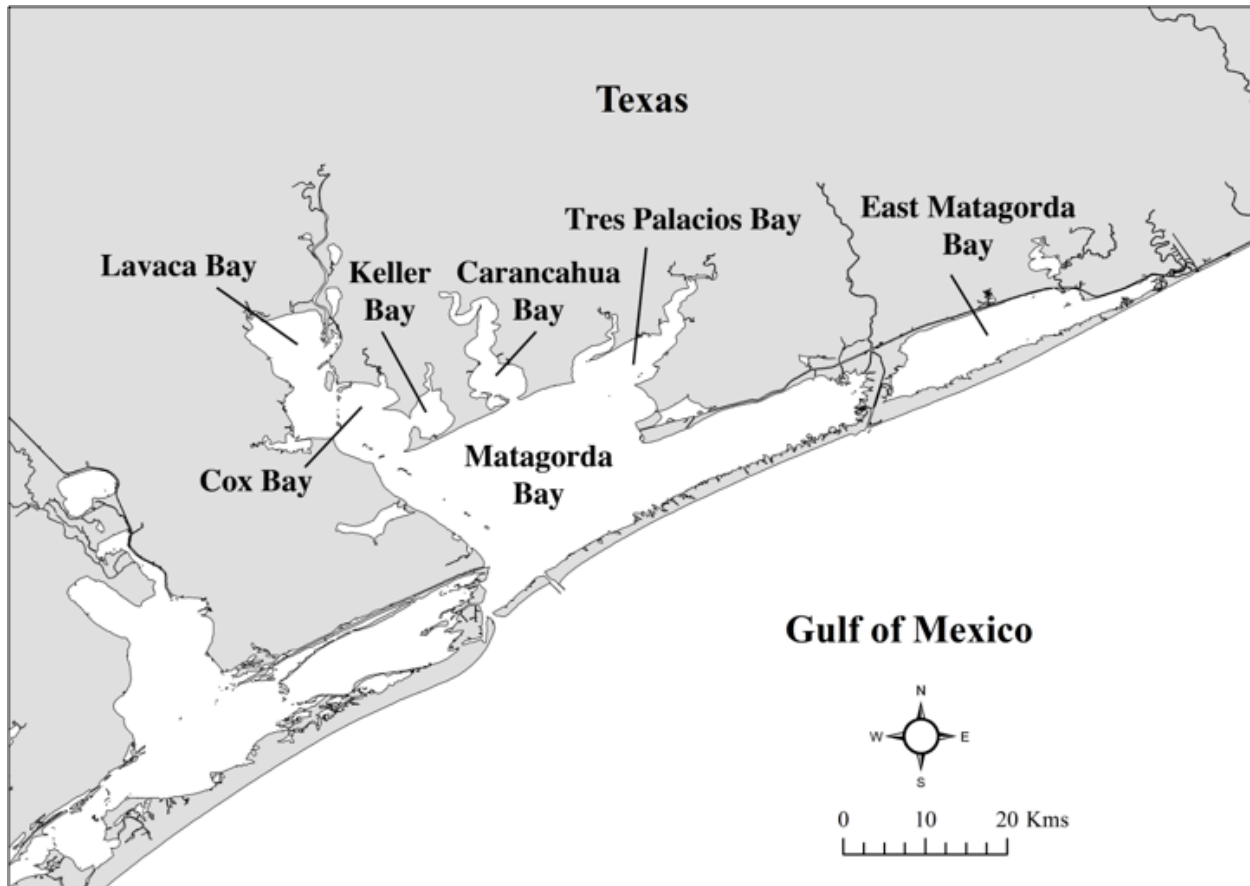 Texas
East Matagorda
Bay
Tres Palacios Bay
Lavaca Bay
Keller
Bay
Carancahua
Bay
Cox Bay
Matagorda
Bay
Gulf of Mexico
N
W
E
S
0 10 20 Kms